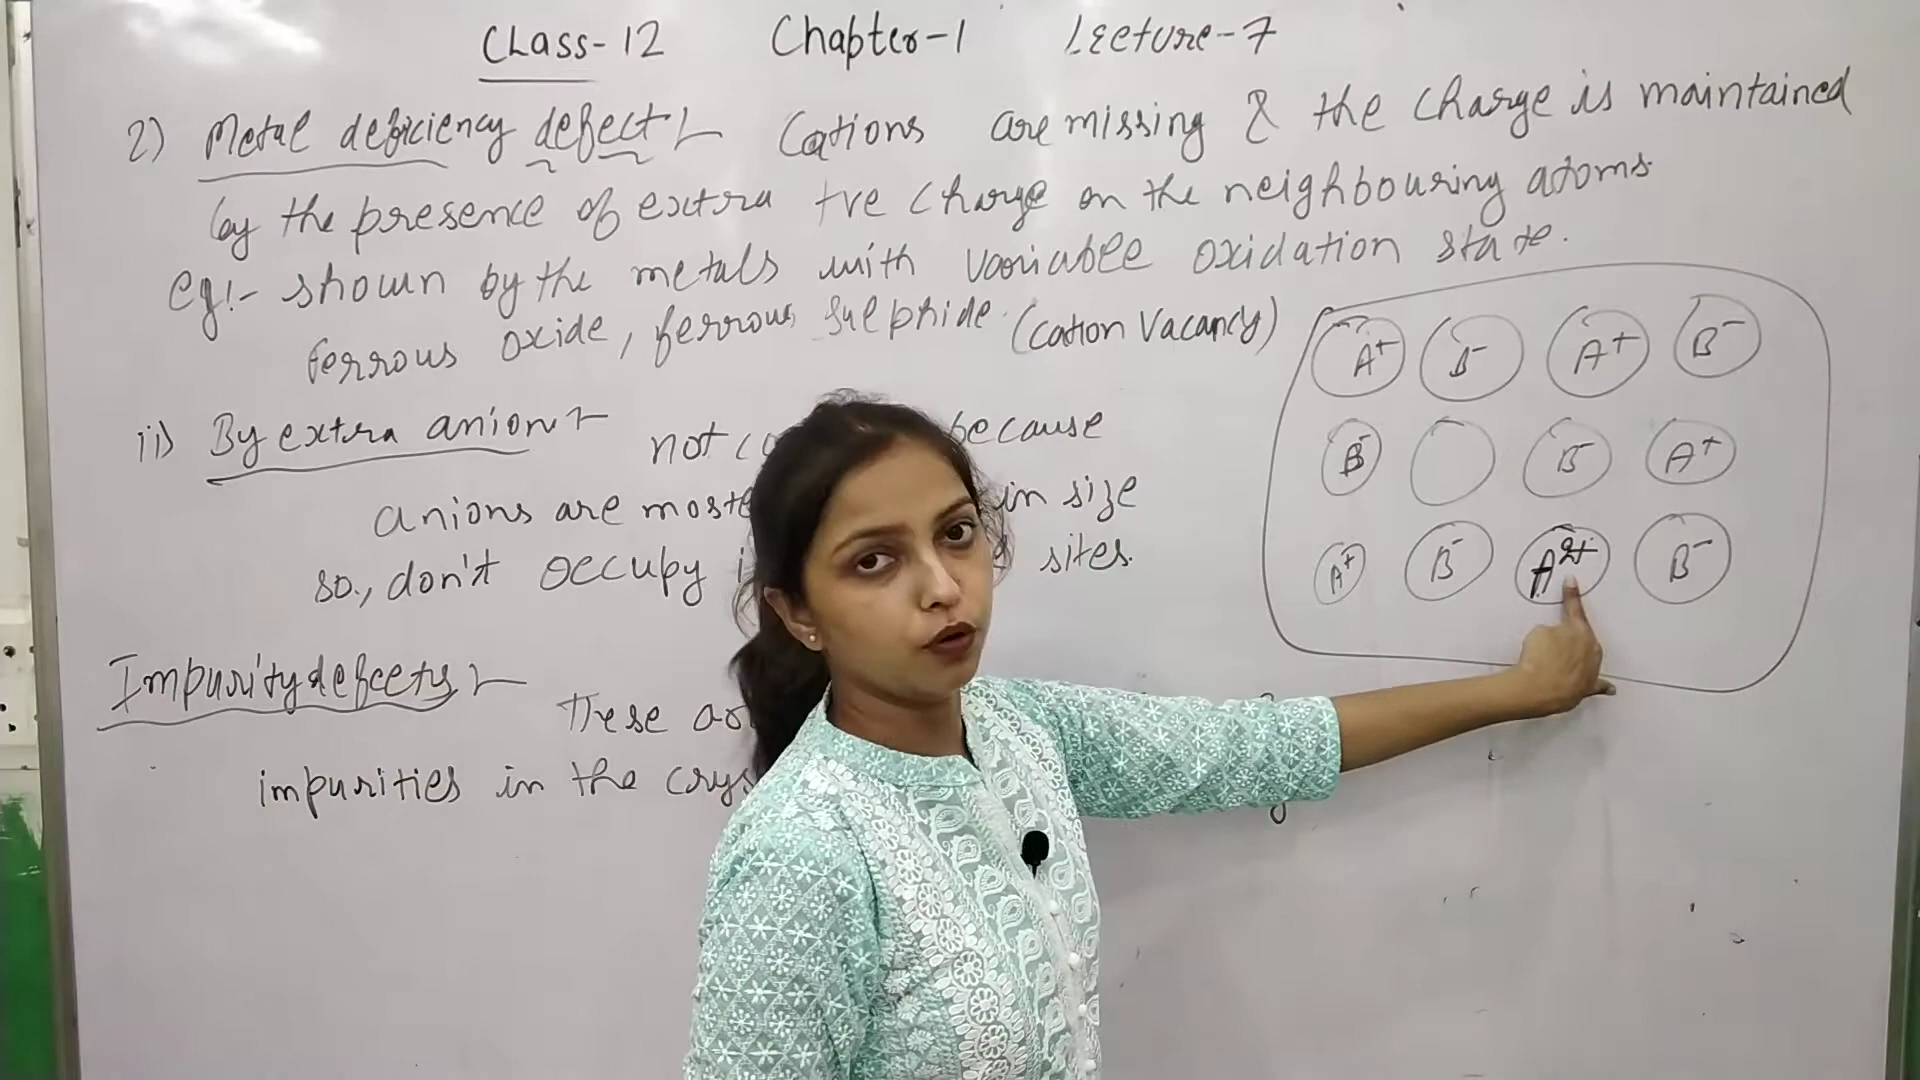 Class-12 Chapter-1 Lecture-7
2) Metal deficiency defect :- Cations are missing & the charge is maintained
by the presence of extra +ve charge on the neighbouring atoms.
eg:- shown by the metals with variable oxidation state.
ferrous oxide, ferrous sulphide. (cation vacancy)
A+ B- A+ B-
B- B- A+
A+ B- A2+ B-
ii) By extra anion :- not because
anions are in size
so, don't occupy sites.
Impurity defects :-
These
impurities in the